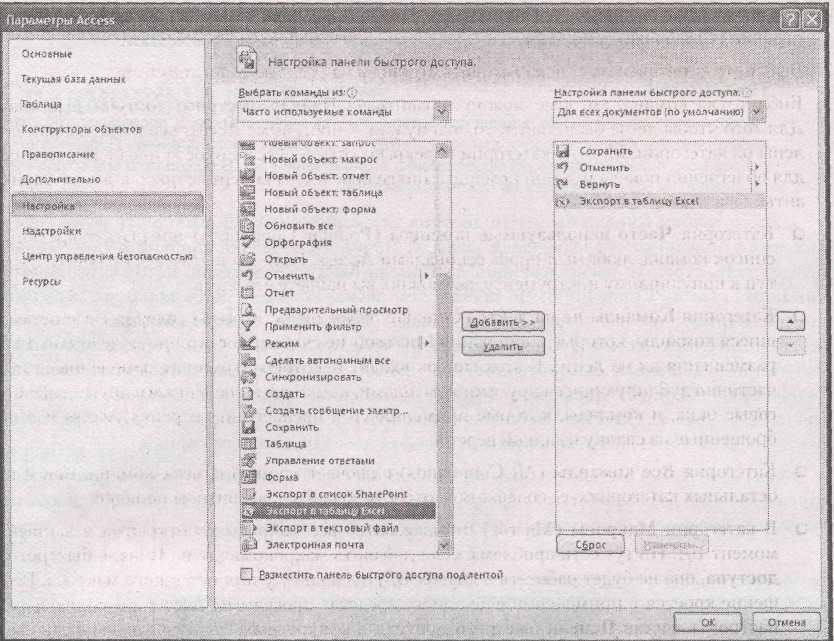 Параметры Access
Основные
Текущая база данных
Таблица
Конструкторы объектов
Правописание
Дополнительно
Настройка
Надстройки
Центр управления безопасностью
Ресурсы
Настройка панели быстрого доступа.
Выбрать команды из:
Часто используемые команды
Новый объект: запрос
Новый объект: макрос
Новый объект: отчет
Новый объект: таблица
Новый объект: форма
Обновить все
Орфография
Открыть
Отменить
Отчет
Предварительный просмотр
Применить фильтр
Режим
Сделать автономным все
Синхронизировать
Создать
Создать сообщение электр...
Сохранить
Таблица
Управление ответами
Форма
Экспорт в список SharePoint
Экспорт в таблицу Excel
Экспорт в текстовый файл
Электронная почта
Добавить >>
Удалить
Настройка панели быстрого доступа:
Для всех документов (по умолчанию)
Сохранить
Отменить
Вернуть
Экспорт в таблицу Excel
Сброс
Изменить...
Разместить панель быстрого доступа под лентой
ОК
Отмена